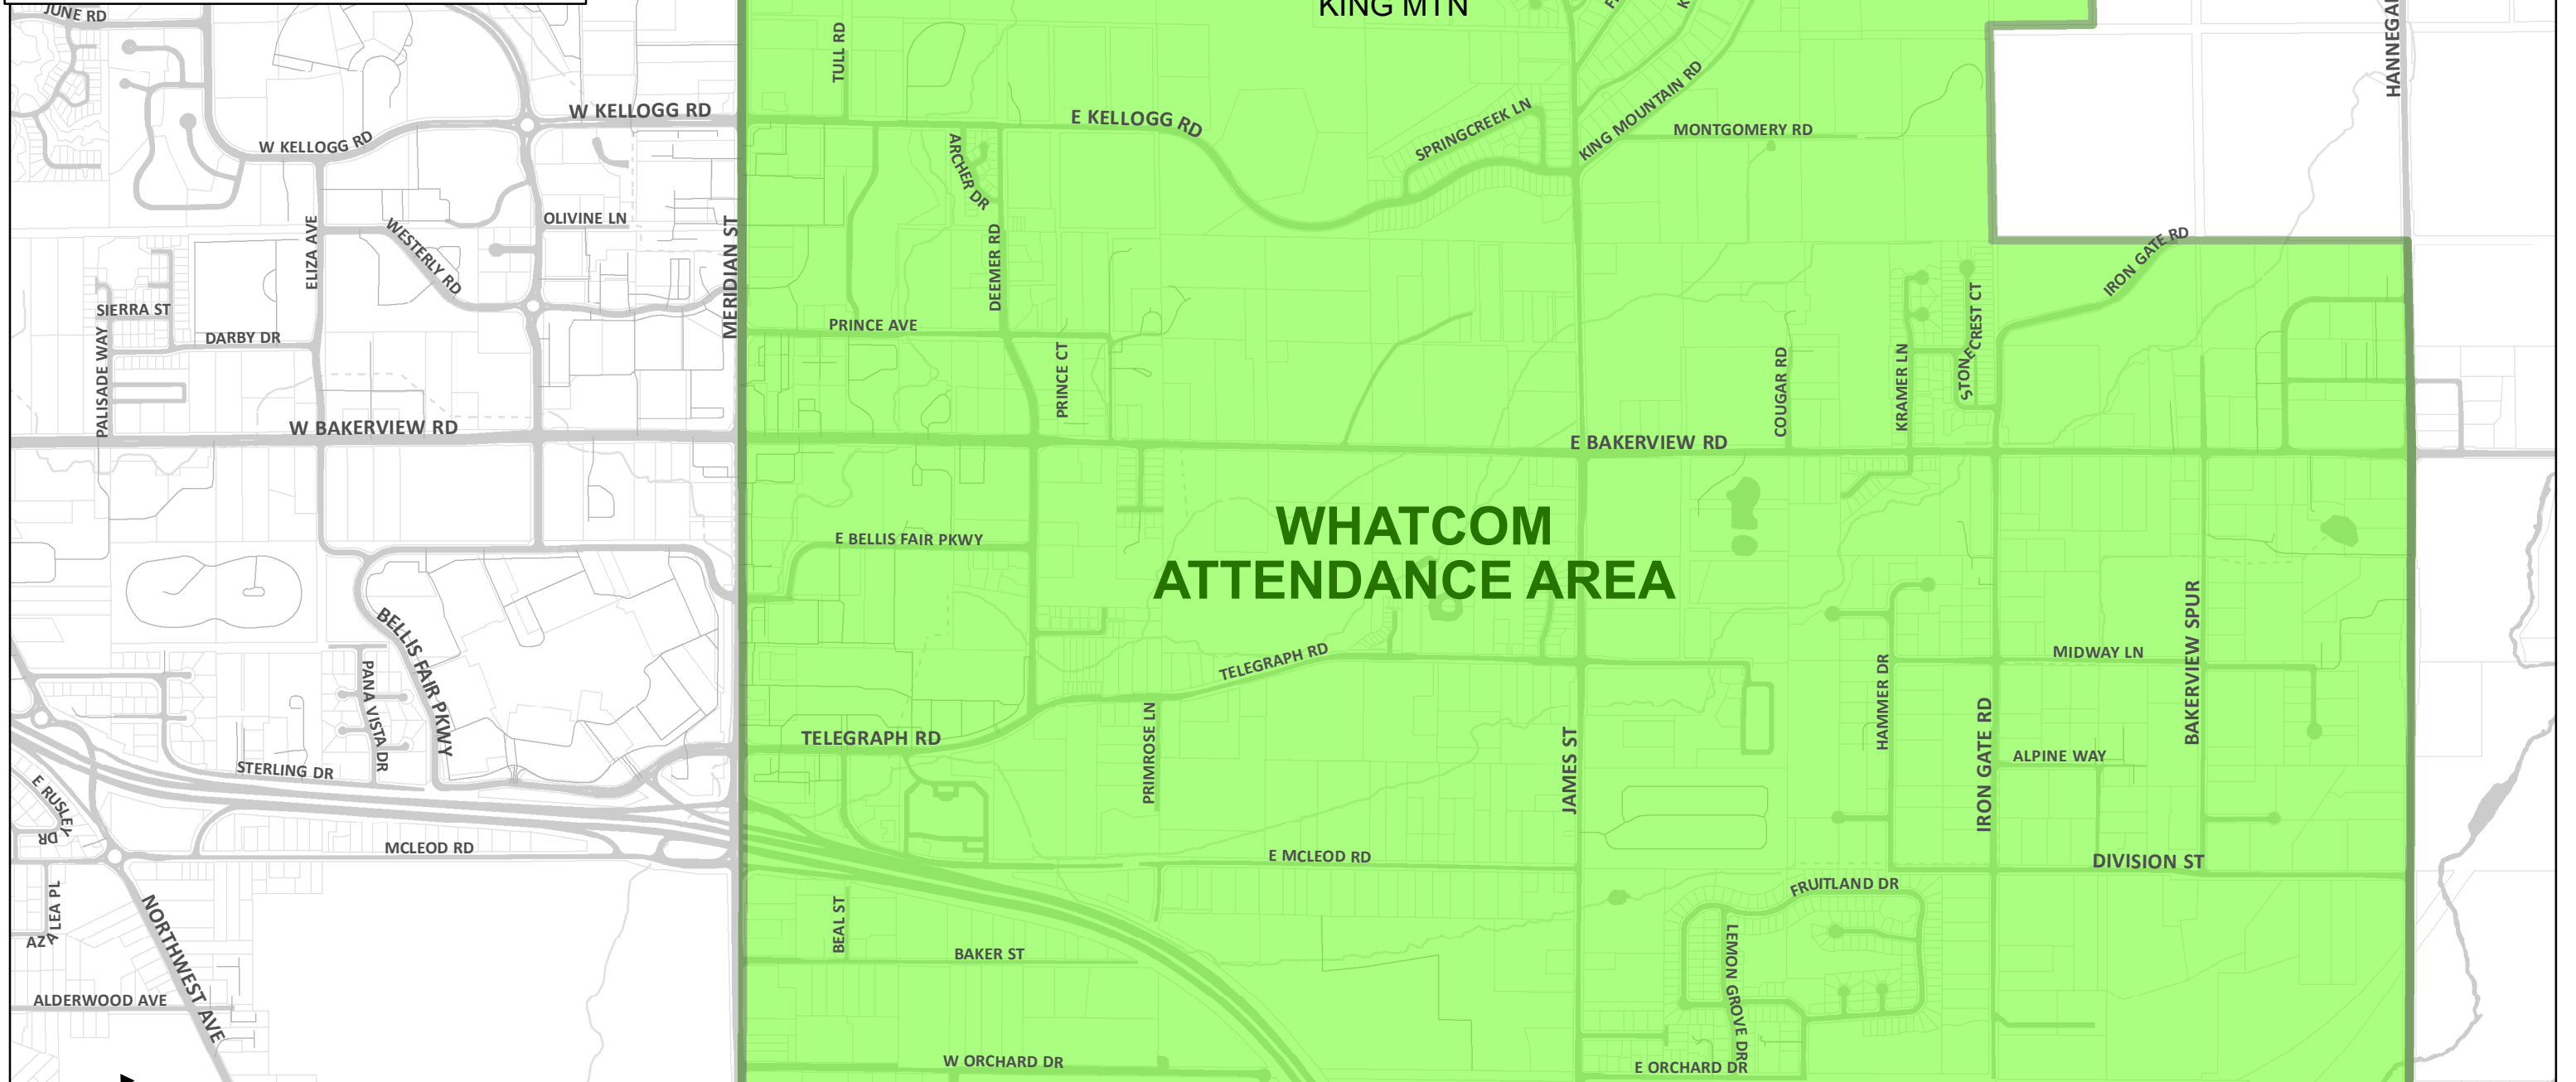 JUNE RD
KING MTN
TULL RD
HANNEGAN
W KELLOGG RD
W KELLOGG RD
E KELLOGG RD
SPRINGCREEK LN
KING MOUNTAIN RD
MONTGOMERY RD
ARCHER DR
OLIVINE LN
ELIZA AVE
WESTERLY RD
MERIDIAN ST
DEEMER RD
IRON GATE RD
SIERRA ST
DARBY DR
PALISADE WAY
PRINCE AVE
PRINCE CT
COUGAR RD
KRAMER LN
STONECREST CT
W BAKERVIEW RD
E BAKERVIEW RD
WHATCOM
ATTENDANCE AREA
E BELLIS FAIR PKWY
BELLIS FAIR PKWY
PANA VISTA DR
TELEGRAPH RD
TELEGRAPH RD
PRIMROSE LN
JAMES ST
HAMMER DR
IRON GATE RD
MIDWAY LN
BAKERVIEW SPUR
ALPINE WAY
STERLING DR
E RUSLEY DR
MCLEOD RD
E MCLEOD RD
DIVISION ST
AZALEA PL
NORTHWEST AVE
BEAL ST
BAKER ST
FRUITLAND DR
LEMON GROVE DR
ALDERWOOD AVE
W ORCHARD DR
E ORCHARD DR